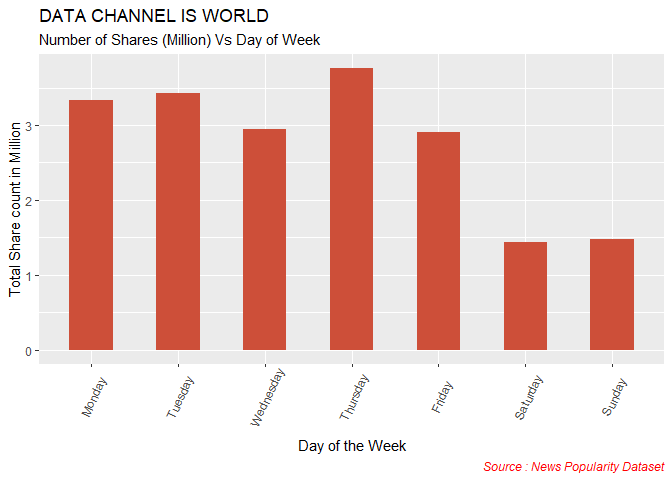 DATA CHANNEL IS WORLD
Number of Shares (Million) Vs Day of Week
Total Share count in Million
3
2
1
0
Monday
Tuesday
Wednesday
Thursday
Friday
Saturday
Sunday
Day of the Week
Source : News Popularity Dataset